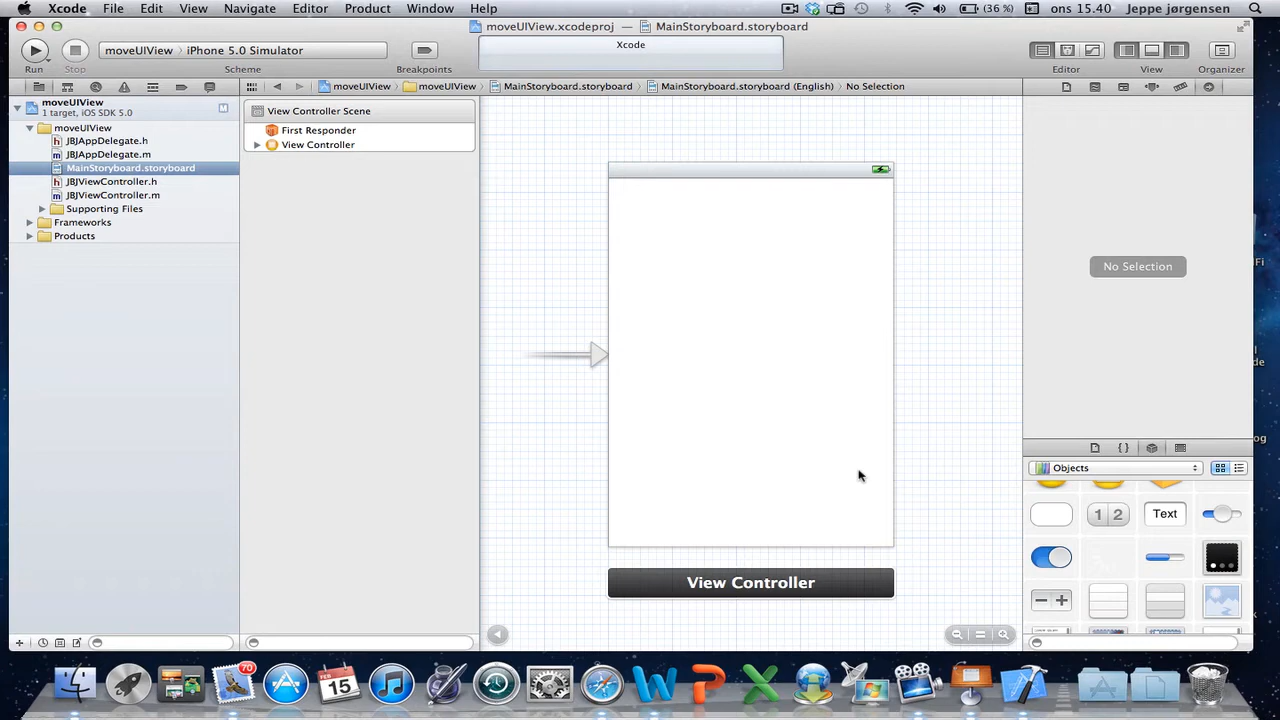 Xcode File Edit View Navigate Editor Product Window Help (36 %) ons 15.40 Jeppe jørgensen
moveUIView.xcodeproj — MainStoryboard.storyboard
moveUIView iPhone 5.0 Simulator
Xcode
Run Stop Scheme Breakpoints Editor View Organizer
moveUIView moveUIView MainStoryboard.storyboard MainStoryboard.storyboard (English) No Selection
moveUIView
1 target, iOS SDK 5.0
M
moveUIView
h JBJAppDelegate.h
m JBJAppDelegate.m
MainStoryboard.storyboard
h JBJViewController.h
m JBJViewController.m
Supporting Files
Frameworks
Products
View Controller Scene
First Responder
View Controller
View Controller
No Selection
{ }
Objects
1 2
Text
70
FEB
15
W P X